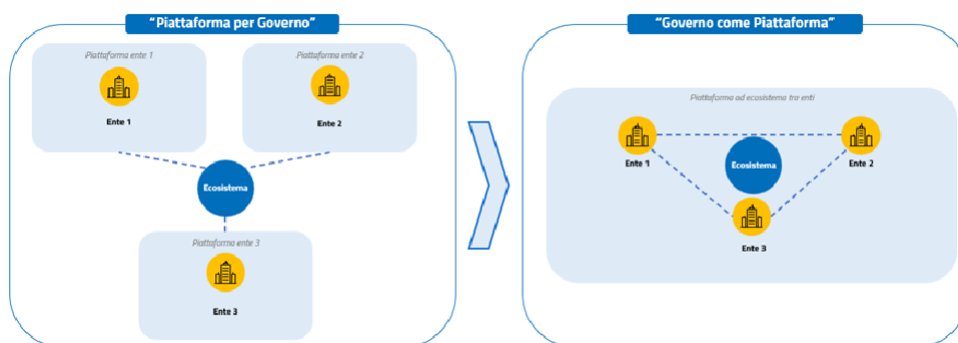 “Piattaforma per Governo”
Piattaforma ente 1
Ente 1
Piattaforma ente 2
Ente 2
Ecosistema
Piattaforma ente 3
Ente 3
“Governo come Piattaforma”
Piattaforma ad ecosistema tra enti
Ente 1
Ecosistema
Ente 2
Ente 3